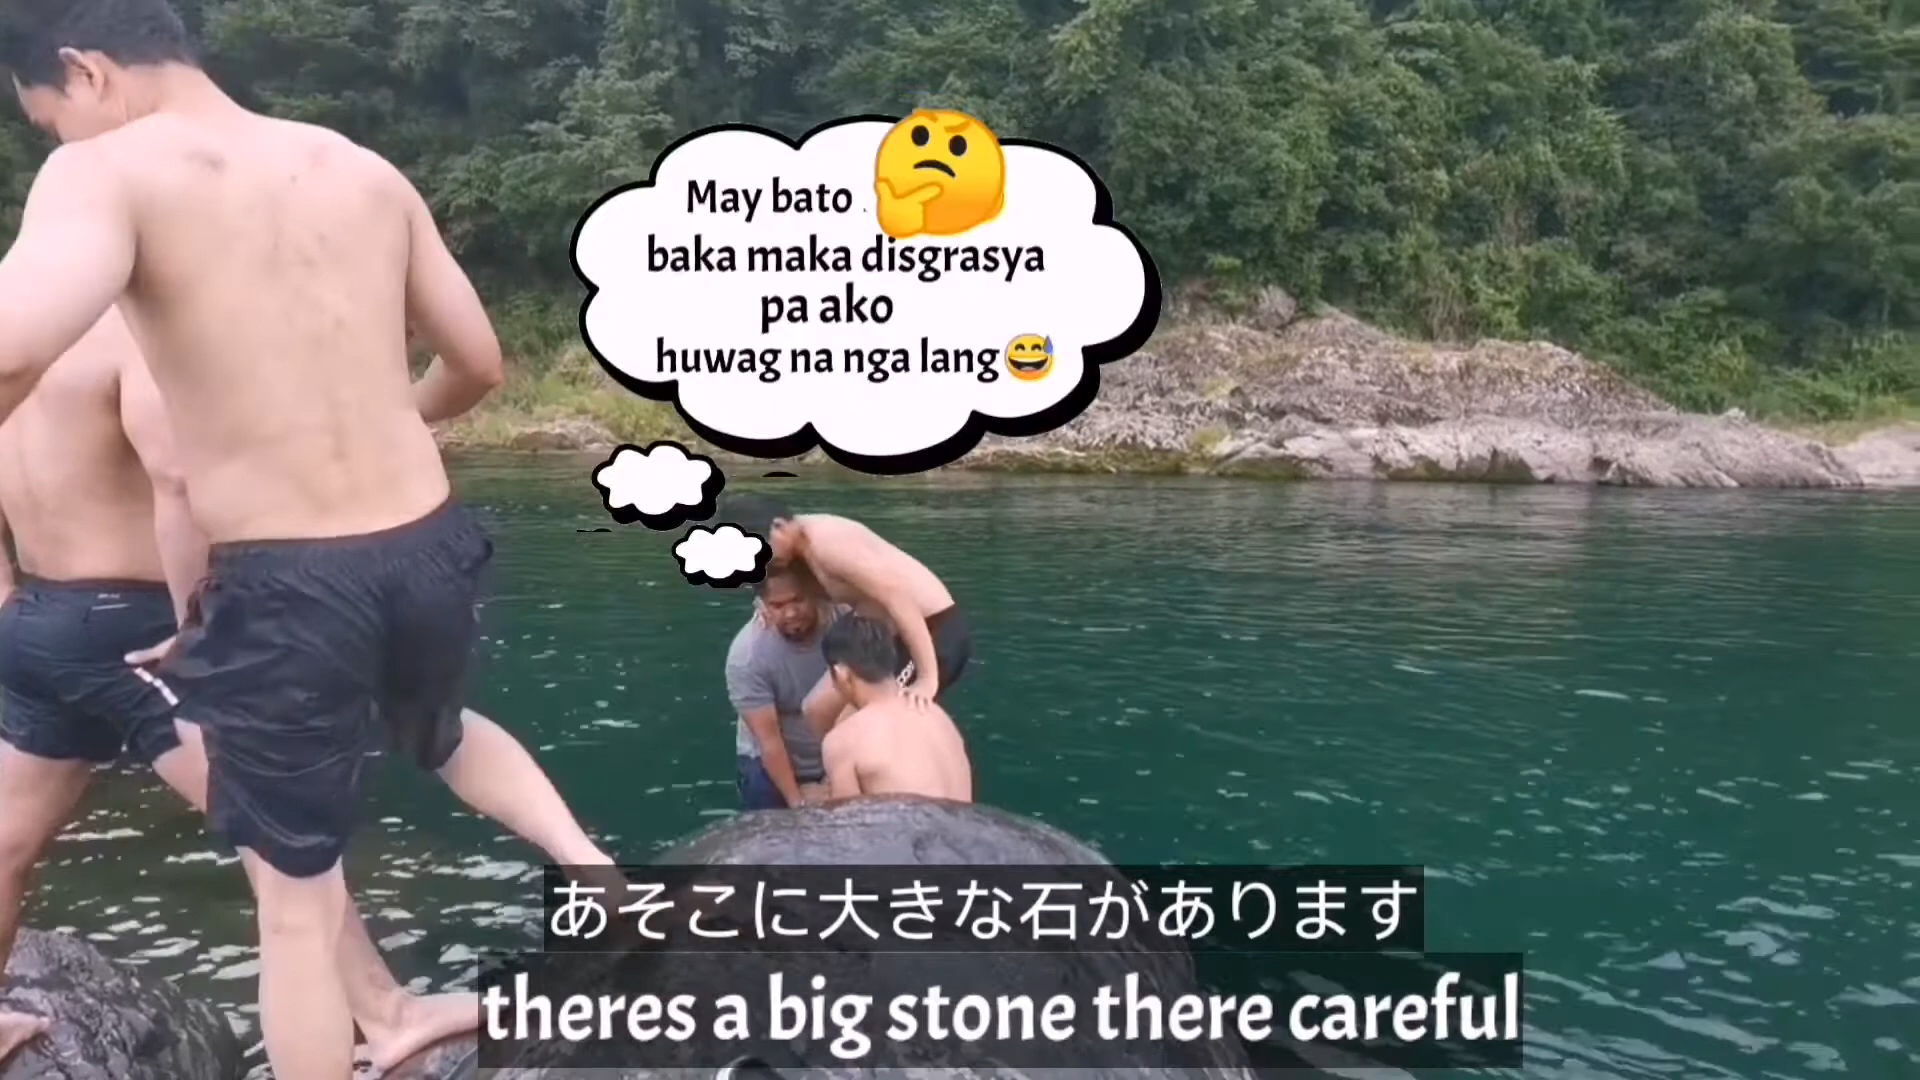 May bato
baka maka disgrasya
pa ako
huwag na nga lang
あそこに大きな石があります
theres a big stone there careful